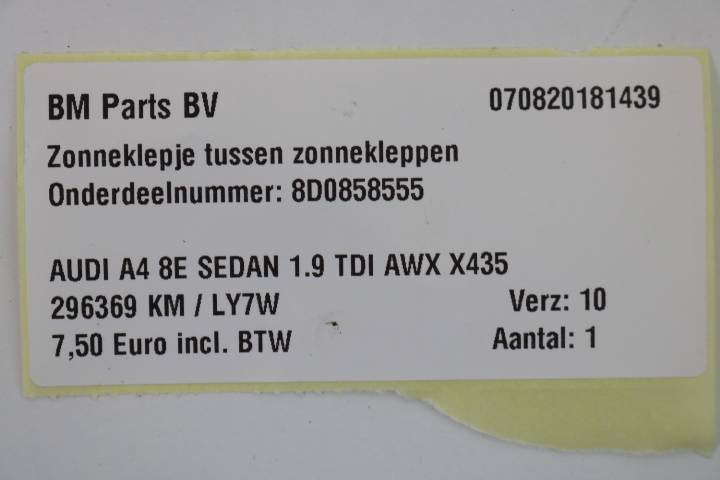 BM Parts BV 070820181439
Zonneklepje tussen zonnekleppen
Onderdeelnummer: 8D0858555
AUDI A4 8E SEDAN 1.9 TDI AWX X435
296369 KM / LY7W Verz: 10
7,50 Euro incl. BTW Aantal: 1